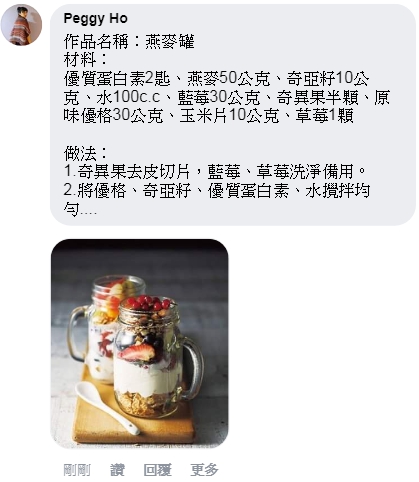 Peggy Ho
作品名稱：燕麥罐
材料：
優質蛋白素2匙、燕麥50公克、奇亞籽10公
克、水100c.c、藍莓30公克、奇異果半顆、原
味優格30公克、玉米片10公克、草莓1顆
做法：
1.奇異果去皮切片，藍莓、草莓洗淨備用。
2.將優格、奇亞籽、優質蛋白素、水攪拌均
勻....
剛剛 讚 回覆 更多